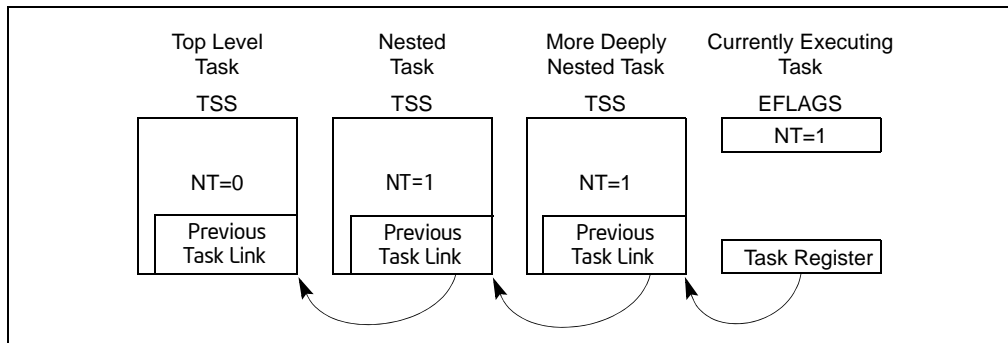 Top Level
Task
Nested
Task
More Deeply
Nested Task
Currently Executing
Task
TSS
TSS
TSS
EFLAGS
NT=1
NT=0
NT=1
NT=1
Previous
Task Link
Previous
Task Link
Previous
Task Link
Task Register